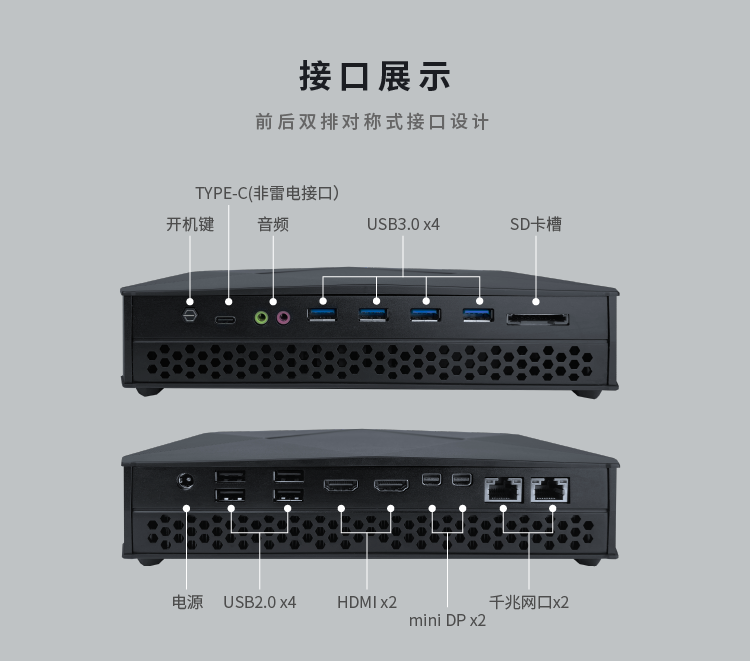 接口展示
前后双排对称式接口设计
TYPE-C(非雷电接口)
开机键
音频
USB3.0 x4
SD卡槽
电源
USB2.0 x4
HDMI x2
mini DP x2
千兆网口x2